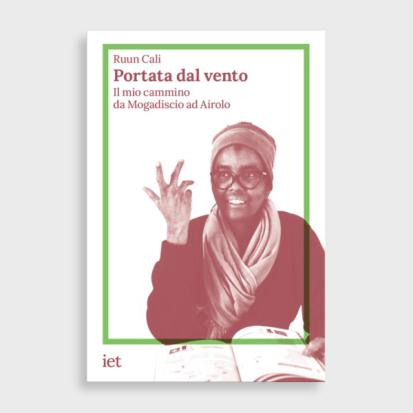 Ruun Cali
Portata dal vento
Il mio cammino
da Mogadiscio ad Airolo
iet